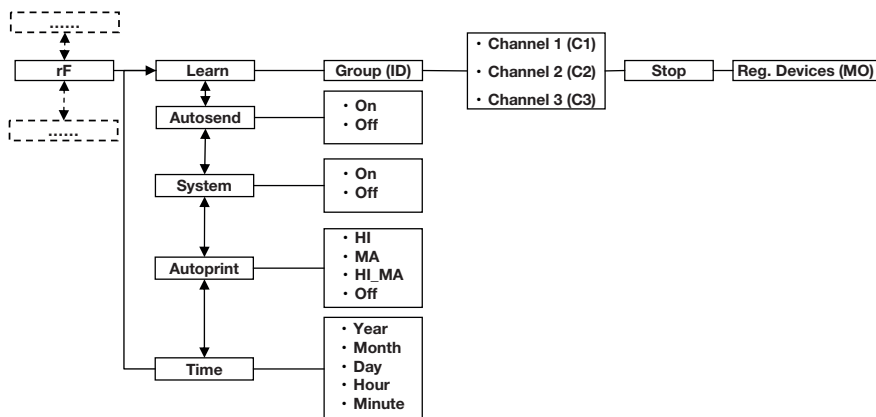 ......
rF
......
Learn
Group (ID)
・ Channel 1 (C1)
・ Channel 2 (C2)
・ Channel 3 (C3)
Stop
Reg. Devices (MO)
Autosend
・ On
・ Off
System
・ On
・ Off
Autoprint
・ HI
・ MA
・ HI_MA
・ Off
Time
・ Year
・ Month
・ Day
・ Hour
・ Minute